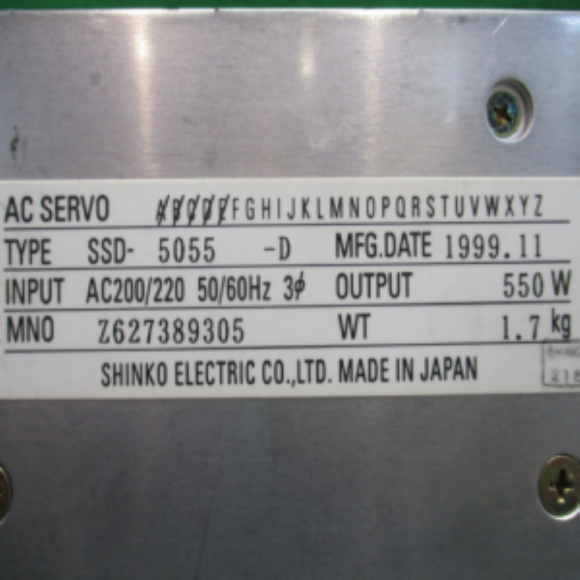 AC SERVO ABCDEFGHIJKLMNOPQRSTUVWXYZ
TYPE SSD- 5055 -D MFG.DATE 1999.11
INPUT AC200/220 50/60Hz 3ϕ OUTPUT 550 W
MNO Z627389305 WT 1.7 kg
SHINKO ELECTRIC CO.,LTD. MADE IN JAPAN